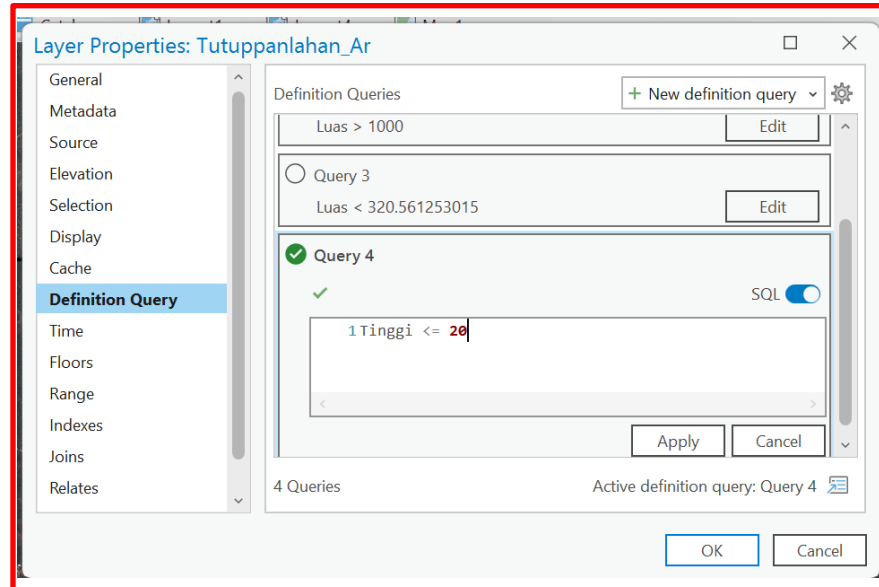 Layer Properties: Tutuppanlahan_Ar
General
Metadata
Source
Elevation
Selection
Display
Cache
Definition Query
Time
Floors
Range
Indexes
Joins
Relates
Definition Queries
+ New definition query
Luas > 1000
Edit
Query 3
Luas < 320.561253015
Edit
Query 4
SQL
1 Tinggi <= 20
Apply
Cancel
4 Queries
Active definition query: Query 4
OK
Cancel